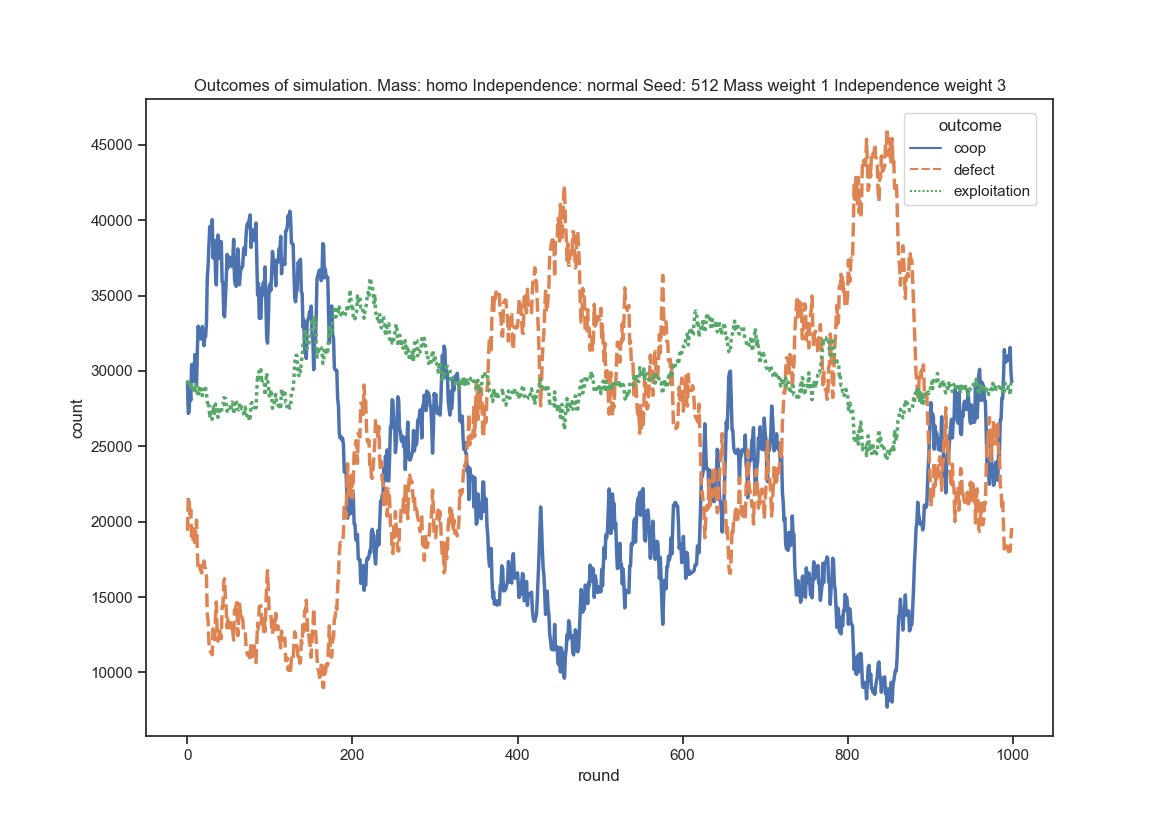 Outcomes of simulation. Mass: homo Independence: normal Seed: 512 Mass weight 1 Independence weight 3
outcome
coop
defect
exploitation
45000
40000
35000
30000
25000
20000
15000
10000
count
0 200 400 600 800 1000
round